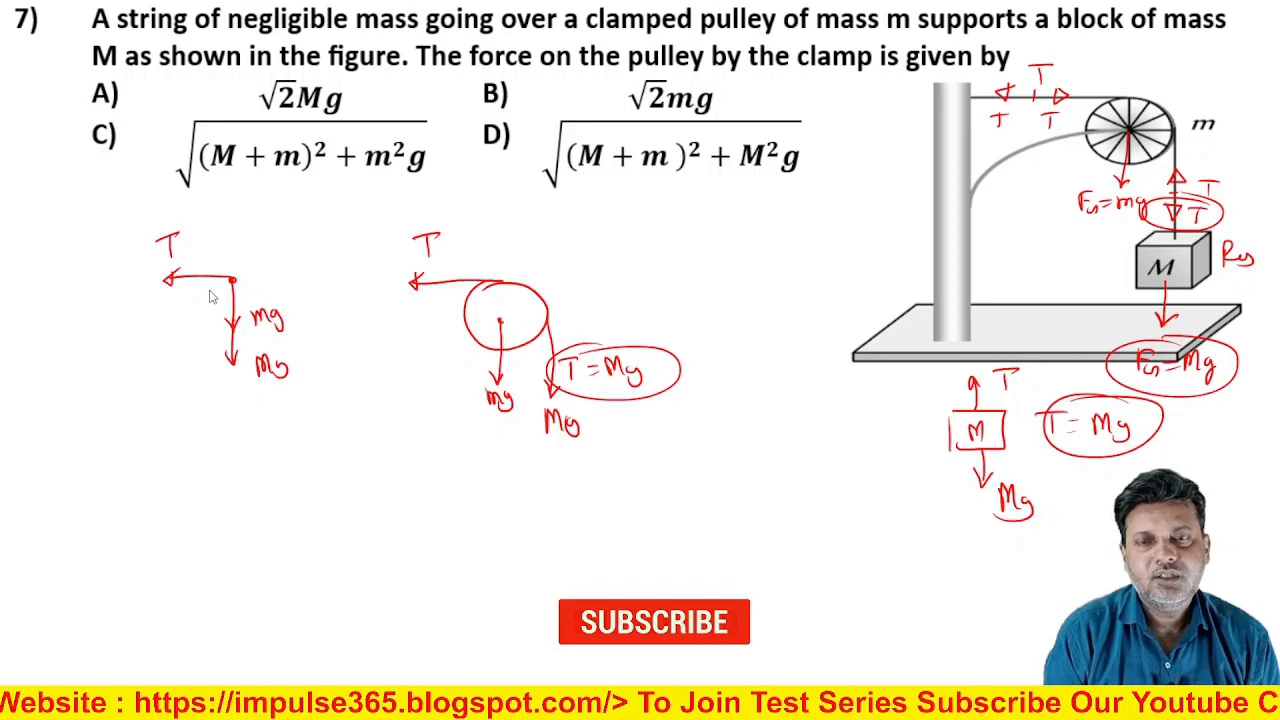 7) A string of negligible mass going over a clamped pulley of mass m supports a block of mass
M as shown in the figure. The force on the pulley by the clamp is given by
A) √2Mg B) √2mg
C) √(M + m)² + m²g D) √(M + m )² + M²g
T
T T
m
F = mg
T
T
M
Rg
= Mg
T
T
mg
Mg
mg
T = Mg
Mg
T
M
T = Mg
Mg
SUBSCRIBE
Website : https://impulse365.blogspot.com/> To Join Test Series Subscribe Our Youtube C